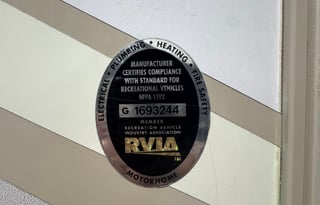 ELECTRICAL • PLUMBING • HEATING • FIRE SAFETY
MANUFACTURER
CERTIFIES COMPLIANCE
WITH STANDARD FOR
RECREATIONAL VEHICLES
NFPA 1192
G 1693244
MEMBER
RECREATION VEHICLE
INDUSTRY ASSOCIATION
RVIA
TM
MOTORHOME